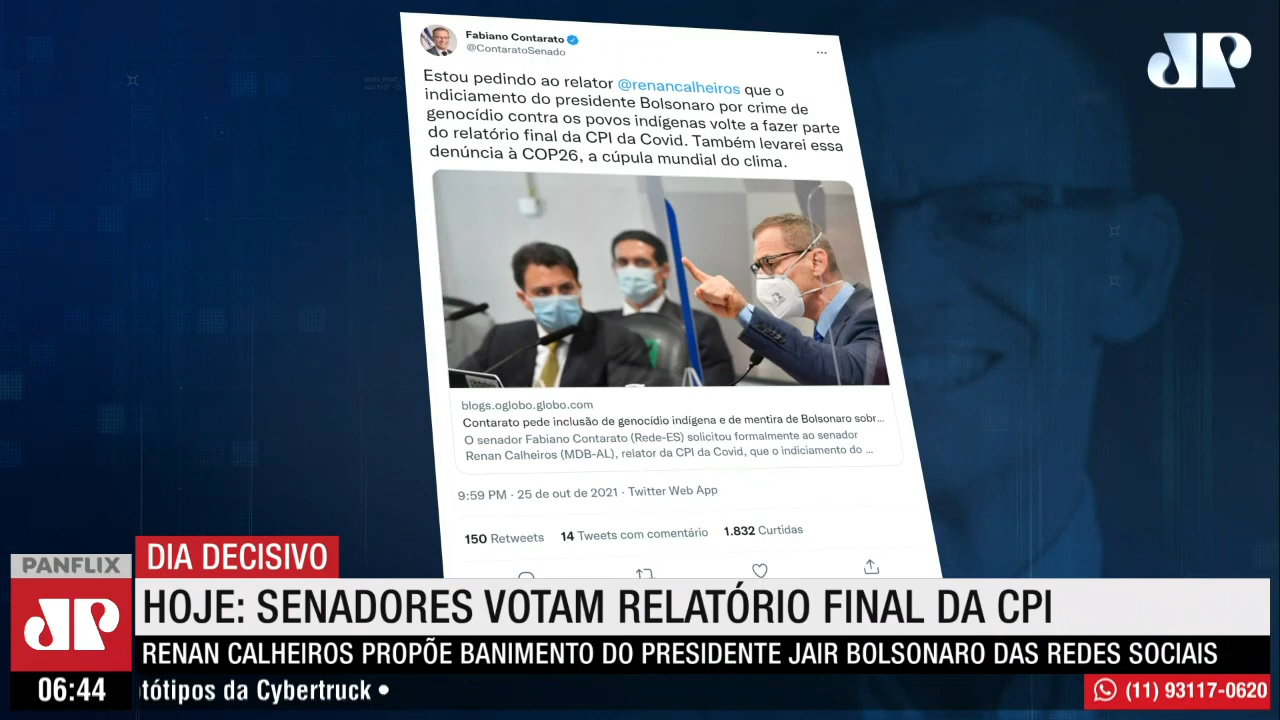 Fabiano Contarato
@ContaratoSenado
JP
Estou pedindo ao relator @renancalheiros que o
indiciamento do presidente Bolsonaro por crime de
genocídio contra os povos indígenas volte a fazer parte
do relatório final da CPI da Covid. Também levarei essa
denúncia à COP26, a cúpula mundial do clima.
blogs.oglobo.globo.com
Contarato pede inclusão de genocídio indígena e de mentira de Bolsonaro sobr...
O senador Fabiano Contarato (Rede-ES) solicitou formalmente ao senador
Renan Calheiros (MDB-AL), relator da CPI da Covid, que o indiciamento do ...
9:59 PM · 25 de out de 2021 · Twitter Web App
150 Retweets 14 Tweets com comentário 1.832 Curtidas
PANFLIX
DIA DECISIVO
JP
HOJE: SENADORES VOTAM RELATÓRIO FINAL DA CPI
RENAN CALHEIROS PROPÕE BANIMENTO DO PRESIDENTE JAIR BOLSONARO DAS REDES SOCIAIS
06:44
tótipos da Cybertruck •
(11) 93117-0620